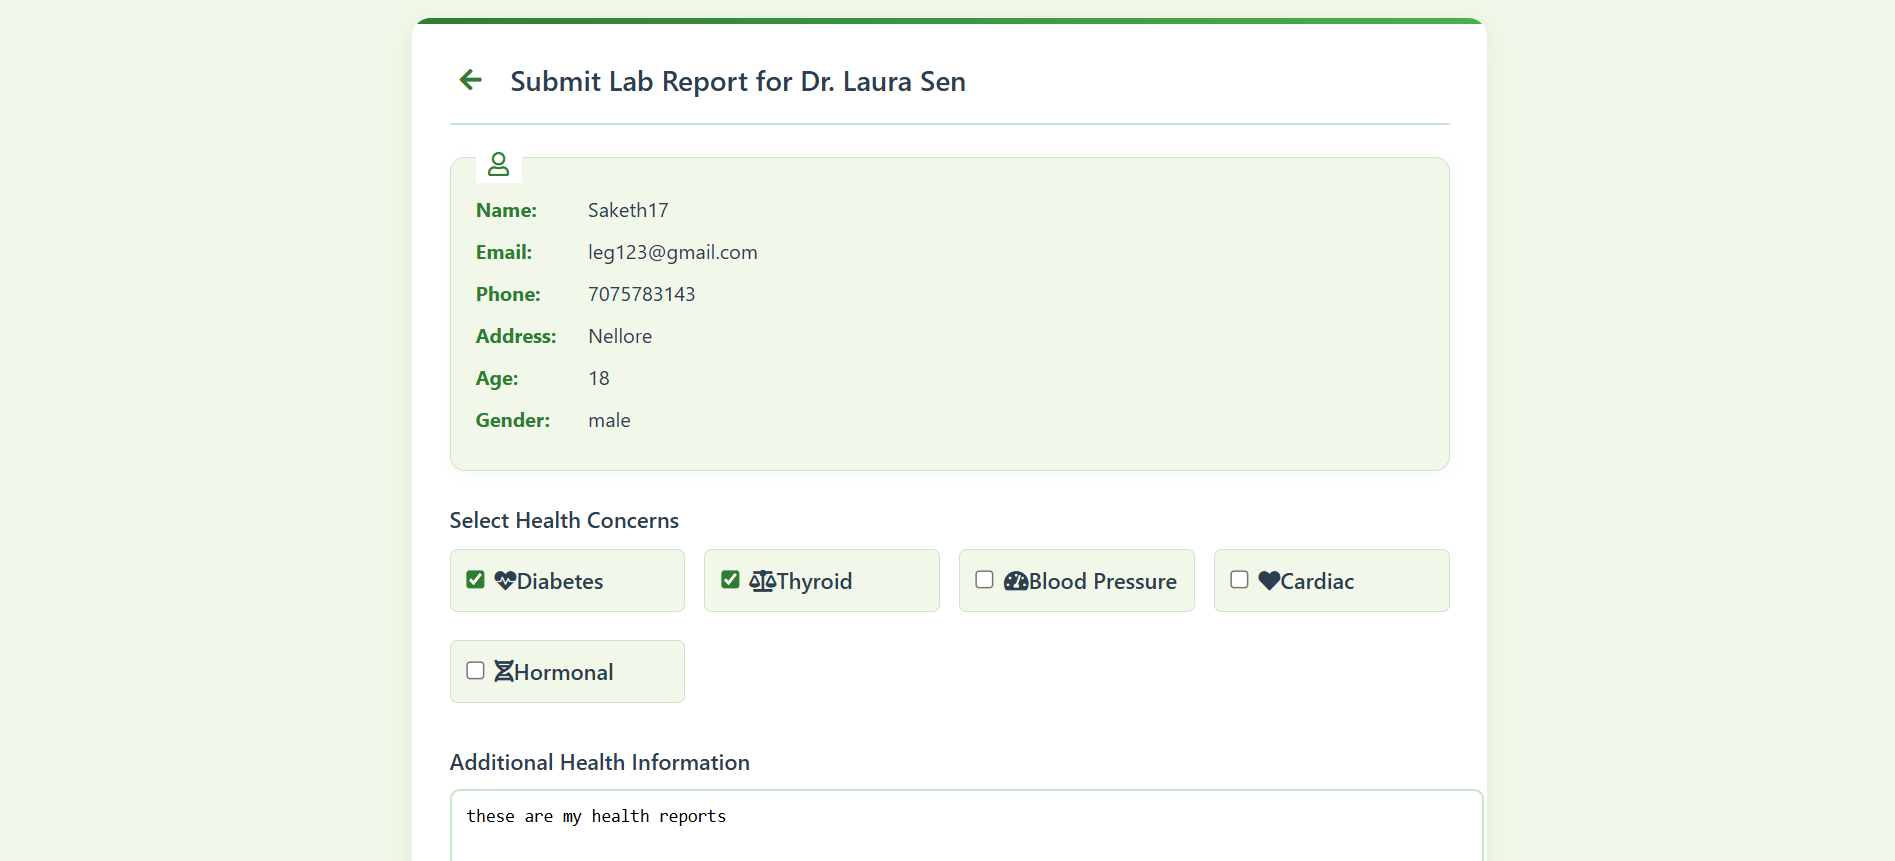 Submit Lab Report for Dr. Laura Sen
Name: Saketh17
Email: leg123@gmail.com
Phone: 7075783143
Address: Nellore
Age: 18
Gender: male
Select Health Concerns
Diabetes Thyroid Blood Pressure Cardiac
Hormonal
Additional Health Information
these are my health reports